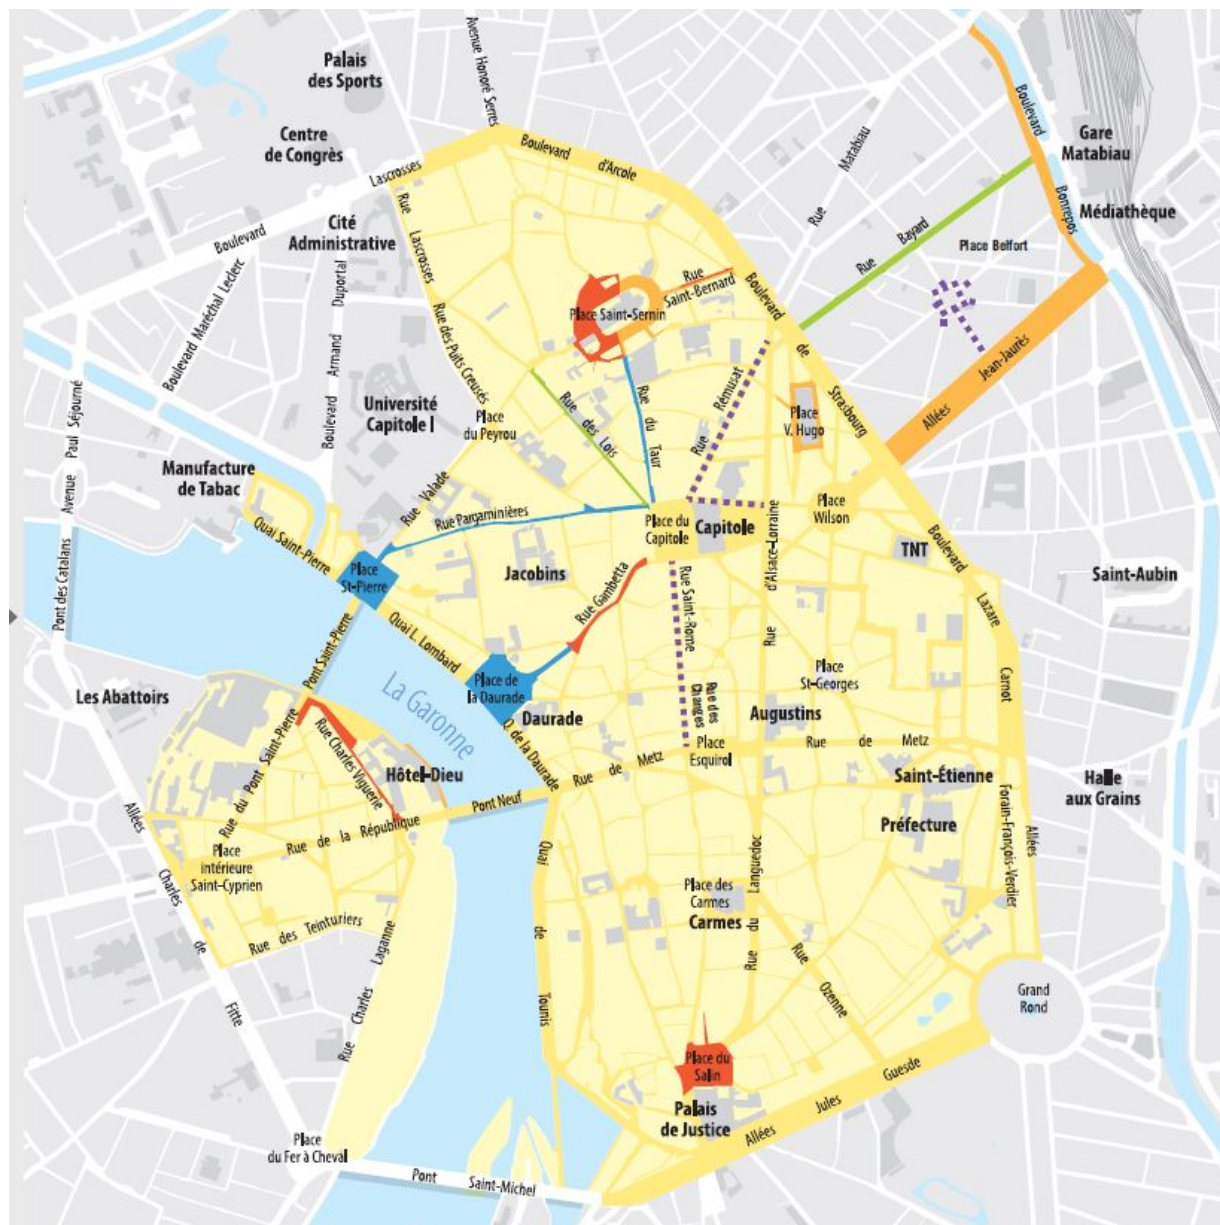 Avenue Honoré Serres
Palais
des Sports
Centre
de Congrès
Boulevard
Gare
Matabiau
Boulevard d'Arcole
Matabiau
Rue
Lascrosses
Boulevard
Cité
Administrative
Rue
Lascrosses
Bonrepos
Médiathèque
Bayard
Rue
Place Belfort
Boulevard Maréchal Leclerc
Duportal
Armand
Boulevard
Rue
Saint-Bernard
Place Saint-Sernin
Boulevard
de
Strasbourg
Rue des Puits Creusés
Jean-Jaurès
Allées
Avenue Paul Séjourné
Université
Capitole I
Place
du Peyrou
Rue des Lois
Rue du Taur
Rue Rémusat
Place
V. Hugo
Manufacture
de Tabac
Rue Valade
Rue Pargaminières
Place du
Capitole
Capitole
Place
Wilson
Quai Saint-Pierre
Pont des Catalans
Place
St-Pierre
Jacobins
Rue Gambetta
Rue Saint-Rome
Rue d'Alsace-Lorraine
TNT
Boulevard
Lazare
Carnot
Saint-Aubin
Pont Saint-Pierre
Quai L. Lombard
Les Abattoirs
La Garonne
Place de
la Daurade
Daurade
Rue des
Changes
Place
St-Georges
Augustins
Q. de la Daurade
Rue du Pont Saint-Pierre
Rue Charles Viguerie
Hôtel-Dieu
Place
Esquirol
Rue de Metz
Rue de Metz
Saint-Étienne
Halle
aux Grains
Pont Neuf
Rue de la République
Préfecture
Allées
Forain-François-Verdier
Allées
Charles
de
Fitte
Place
intérieure
Saint-Cyprien
Quai
de
Tounis
Place des
Carmes
Carmes
Rue du Languedoc
Rue
Ozenne
Rue des Teinturiers
Rue Charles Laganne
Grand
Rond
Place du
Salin
Palais
de Justice
Allées Jules Guesde
Place
du Fer à Cheval
Pont Saint-Michel